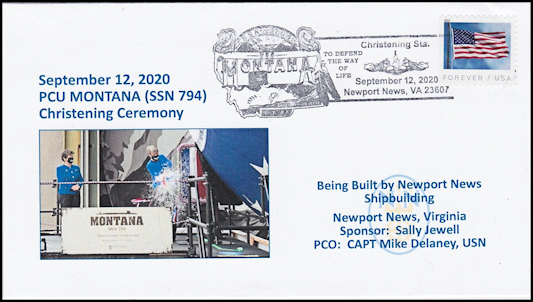 September 12, 2020
PCU MONTANA (SSN 794)
Christening Ceremony
MONTANA
TO DEFEND
THE WAY
OF
LIFE
Christening Sta.
September 12, 2020
Newport News, VA 23607
FOREVER / USA
MONTANA
Being Built by Newport News
Shipbuilding
Newport News, Virginia
Sponsor: Sally Jewell
PCO: CAPT Mike Delaney, USN